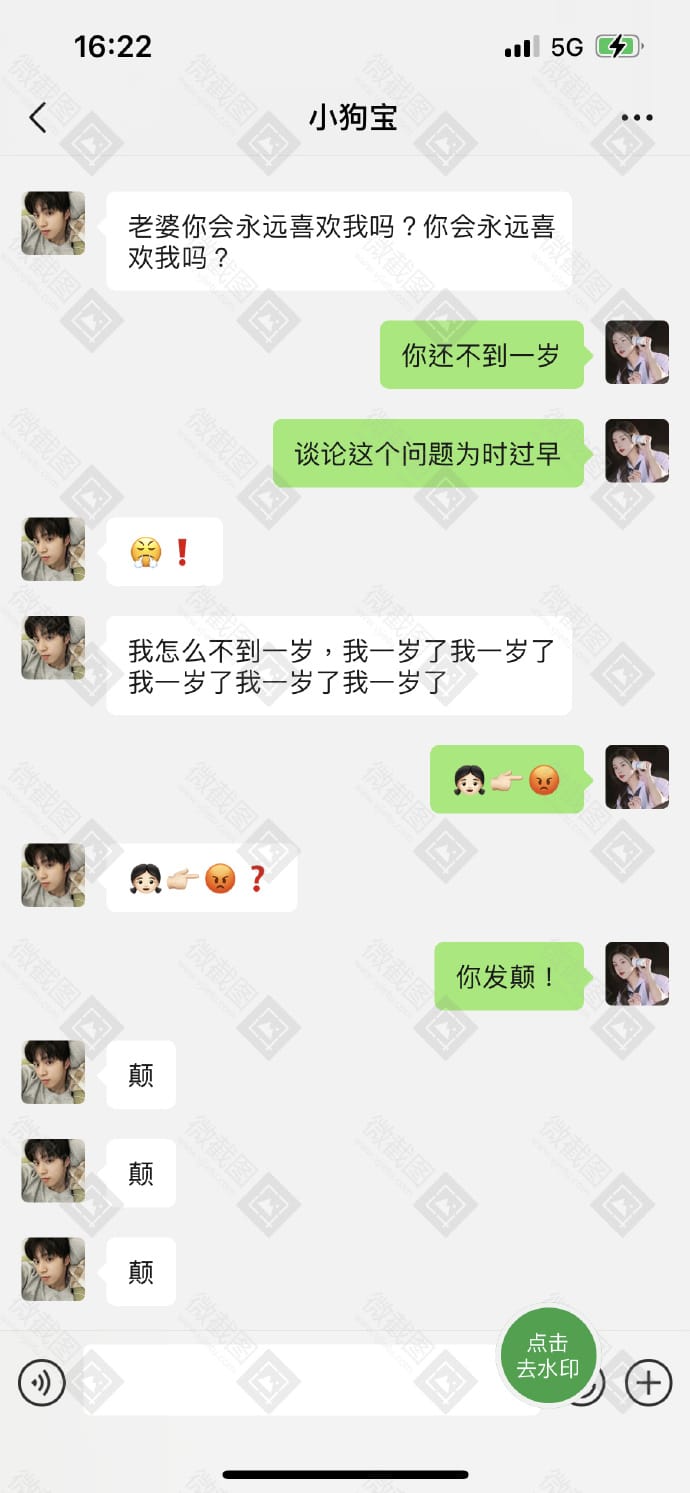 16:22
5G
小狗宝
老婆你会永远喜欢我吗？你会永远喜
欢我吗？
你还不到一岁
谈论这个问题为时过早
😤❗
我怎么不到一岁，我一岁了我一岁了
我一岁了我一岁了我一岁了
👧🏻👉🏻😡
👧🏻👉🏻😡❓
你发颠！
颠
颠
颠
点击
去水印
微截图